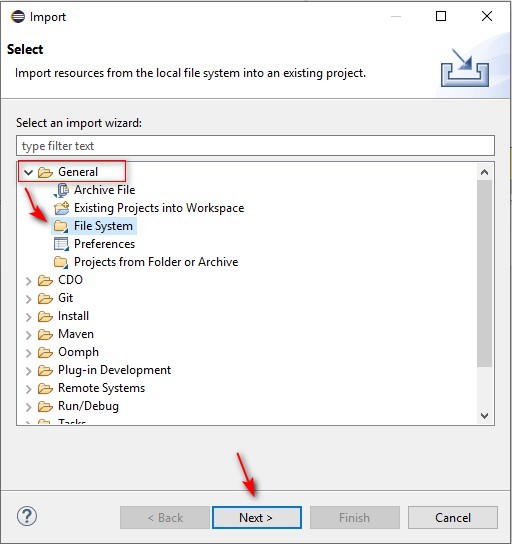 Import
Select
Import resources from the local file system into an existing project.
Select an import wizard:
type filter text
General
Archive File
Existing Projects into Workspace
File System
Preferences
Projects from Folder or Archive
CDO
Git
Install
Maven
Oomph
Plug-in Development
Remote Systems
Run/Debug
Tasks
< Back
Next >
Finish
Cancel